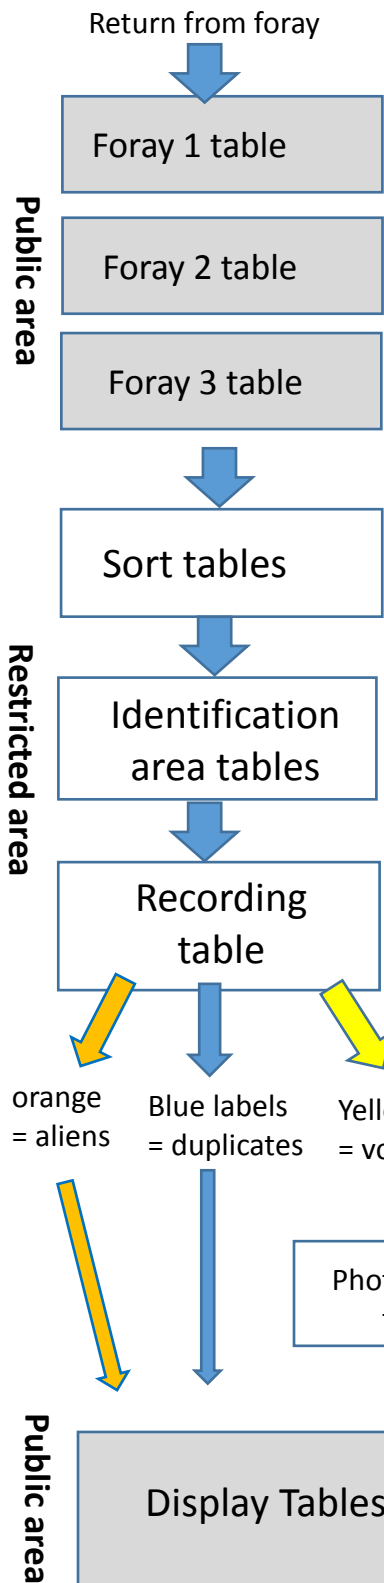 Return from foray
Foray 1 table
Public area
Foray 2 table
Foray 3 table
Sort tables
Restricted area
Identification
area tables
Recording
table
orange
= aliens
Blue labels
= duplicates
=
Display Tables
Public area